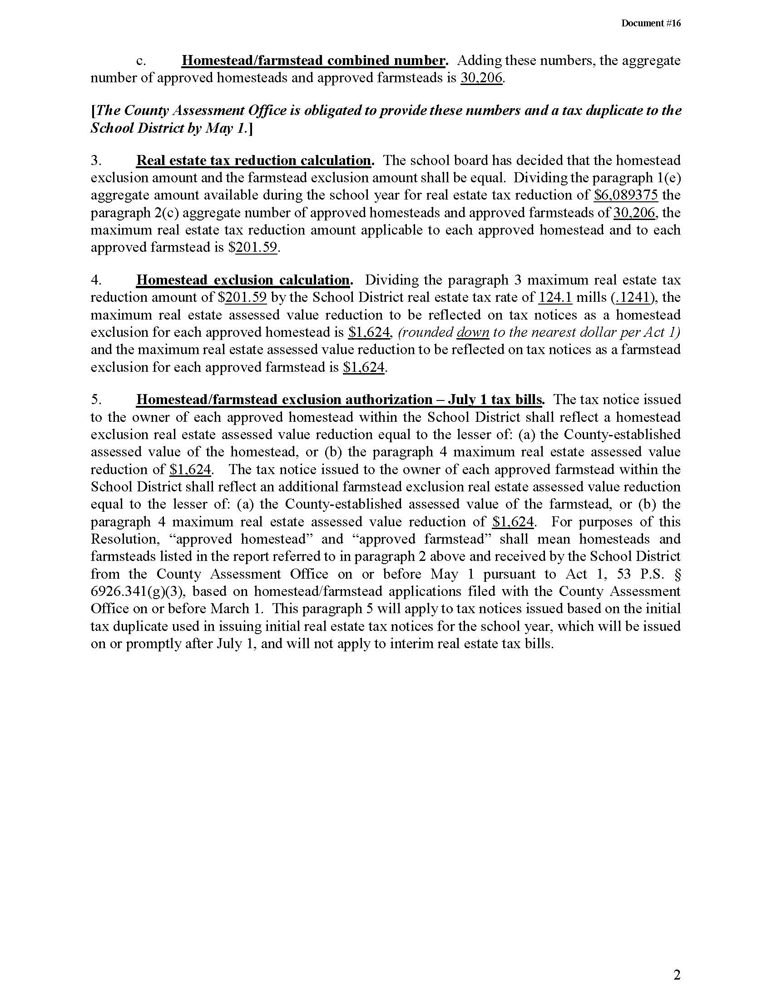 Document #16
c. Homestead/farmstead combined number. Adding these numbers, the aggregate
number of approved homesteads and approved farmsteads is 30,206.
[The County Assessment Office is obligated to provide these numbers and a tax duplicate to the
School District by May 1.]
3. Real estate tax reduction calculation. The school board has decided that the homestead
exclusion amount and the farmstead exclusion amount shall be equal. Dividing the paragraph 1(e)
aggregate amount available during the school year for real estate tax reduction of $6,089375 the
paragraph 2(c) aggregate number of approved homesteads and approved farmsteads of 30,206, the
maximum real estate tax reduction amount applicable to each approved homestead and to each
approved farmstead is $201.59.
4. Homestead exclusion calculation. Dividing the paragraph 3 maximum real estate tax
reduction amount of $201.59 by the School District real estate tax rate of 124.1 mills (.1241), the
maximum real estate assessed value reduction to be reflected on tax notices as a homestead
exclusion for each approved homestead is $1,624, (rounded down to the nearest dollar per Act 1)
and the maximum real estate assessed value reduction to be reflected on tax notices as a farmstead
exclusion for each approved farmstead is $1,624.
5. Homestead/farmstead exclusion authorization – July 1 tax bills. The tax notice issued
to the owner of each approved homestead within the School District shall reflect a homestead
exclusion real estate assessed value reduction equal to the lesser of: (a) the County-established
assessed value of the homestead, or (b) the paragraph 4 maximum real estate assessed value
reduction of $1,624. The tax notice issued to the owner of each approved farmstead within the
School District shall reflect an additional farmstead exclusion real estate assessed value reduction
equal to the lesser of: (a) the County-established assessed value of the farmstead, or (b) the
paragraph 4 maximum real estate assessed value reduction of $1,624. For purposes of this
Resolution, “approved homestead” and “approved farmstead” shall mean homesteads and
farmsteads listed in the report referred to in paragraph 2 above and received by the School District
from the County Assessment Office on or before May 1 pursuant to Act 1, 53 P.S. §
6926.341(g)(3), based on homestead/farmstead applications filed with the County Assessment
Office on or before March 1. This paragraph 5 will apply to tax notices issued based on the initial
tax duplicate used in issuing initial real estate tax notices for the school year, which will be issued
on or promptly after July 1, and will not apply to interim real estate tax bills.
2